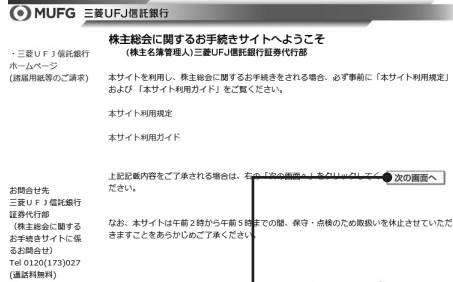 MUFG 三菱UFJ信託銀行
株主総会に関するお手続きサイトへようこそ
(株主名簿管理人)三菱UFJ信託銀行証券代行部
・三菱ＵＦＪ信託銀行
ホームページ
(諸届用紙等のご請求)
本サイトを利用し、株主総会に関するお手続きをされる場合、必ず事前に「本サイト利用規定」
および 「本サイト利用ガイド」をご覧ください。
本サイト利用規定
本サイト利用ガイド
上記記載内容をご了承される場合は、右の「次の画面へ」をクリックしてく
ださい。
次の画面へ
なお、本サイトは午前２時から午前５時までの間、保守・点検のため取扱いを休止させていただ
きますことをあらかじめご了承ください。
お問合せ先
三菱ＵＦＪ信託銀行
証券代行部
（株主総会に関する
お手続きサイトに係
るお問合せ）
Tel 0120(173)027
(通話料無料)